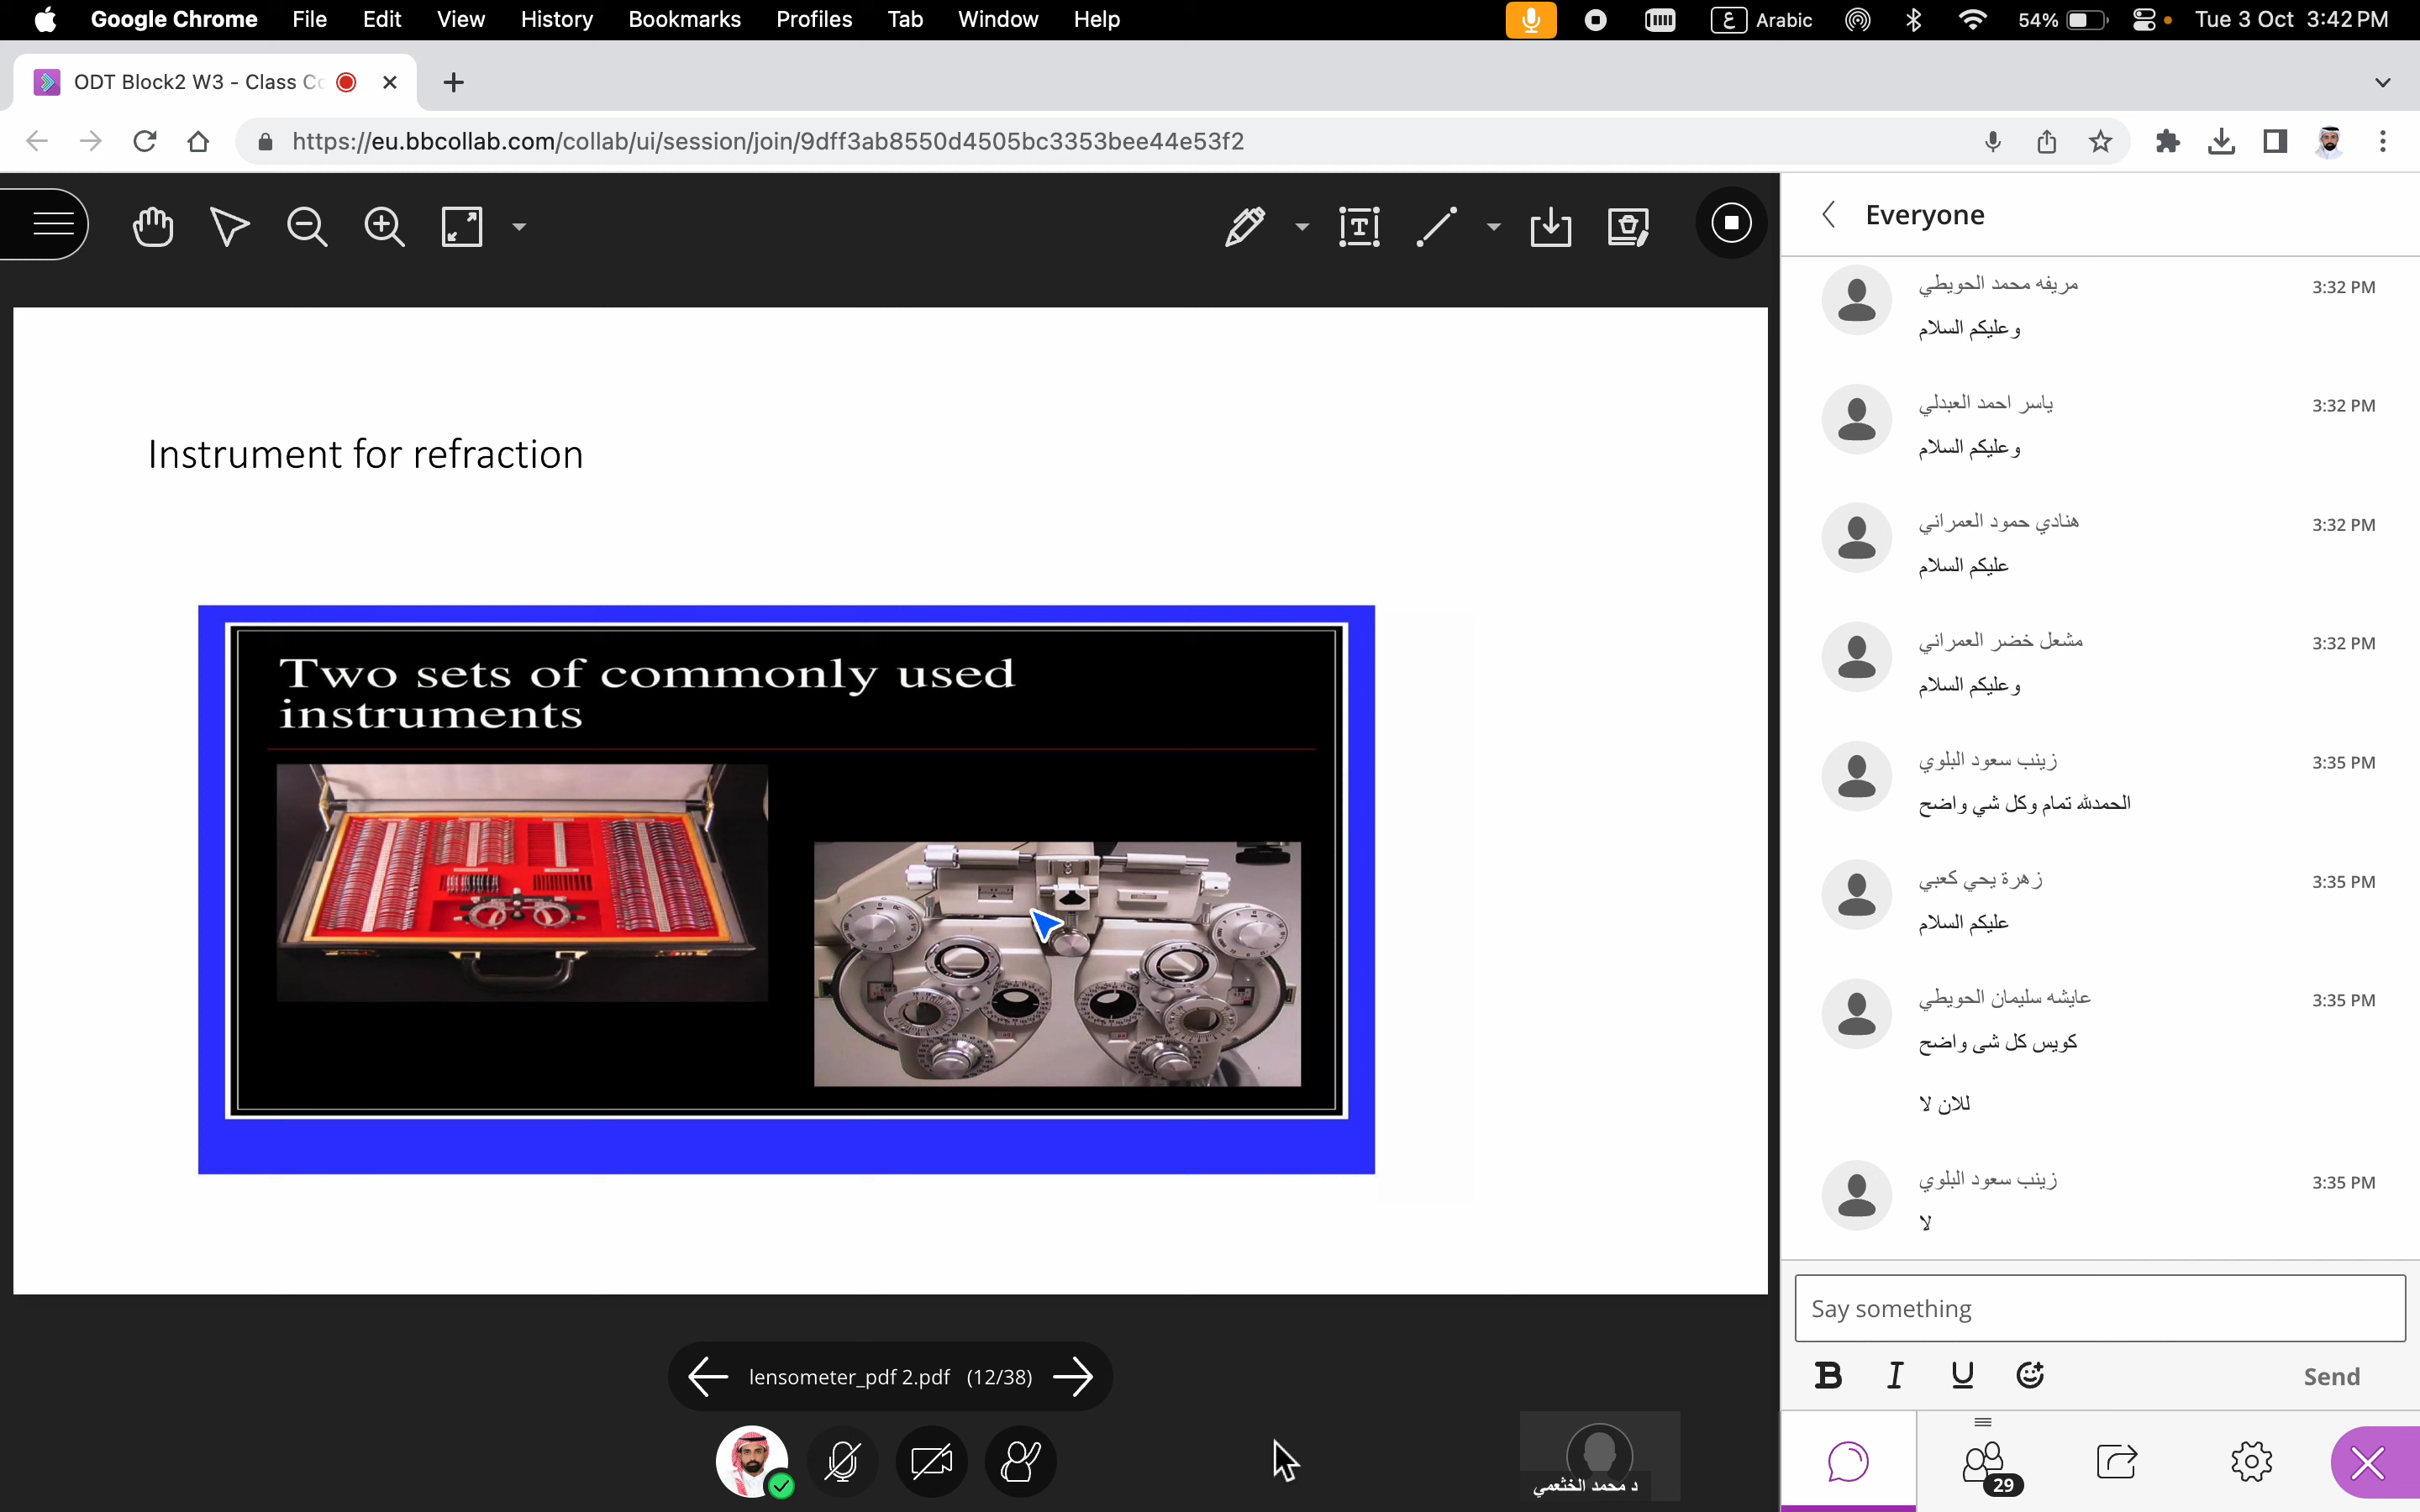 Google Chrome File Edit View History Bookmarks Profiles Tab Window Help ع Arabic 54% Tue 3 Oct 3:42 PM
ODT Block2 W3 - Class Co
https://eu.bbcollab.com/collab/ui/session/join/9dff3ab8550d4505bc3353bee44e53f2
Instrument for refraction
Two sets of commonly used
instruments
lensometer_pdf 2.pdf (12/38)
د محمد الخثعمي
Everyone
مريفه محمد الحويطي 3:32 PM
وعليكم السلام
ياسر احمد العبدلي 3:32 PM
وعليكم السلام
هنادي حمود العمراني 3:32 PM
عليكم السلام
مشعل خضر العمراني 3:32 PM
وعليكم السلام
زينب سعود البلوي 3:35 PM
الحمدلله تمام وكل شي واضح
زهرة يحي كعبي 3:35 PM
عليكم السلام
عايشه سليمان الحويطي 3:35 PM
كويس كل شى واضح
للان لا
زينب سعود البلوي 3:35 PM
لا
Say something
B I U Send
29